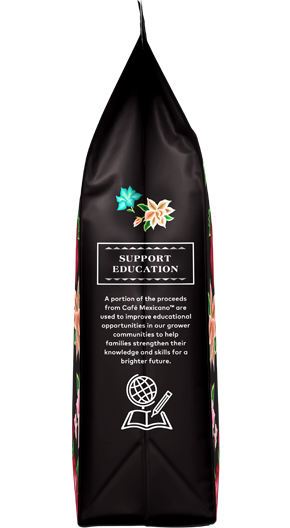 SUPPORT
EDUCATION
A portion of the proceeds
from Café Mexicano™ are
used to improve educational
opportunities in our grower
communities to help
families strengthen their
knowledge and skills for a
brighter future.